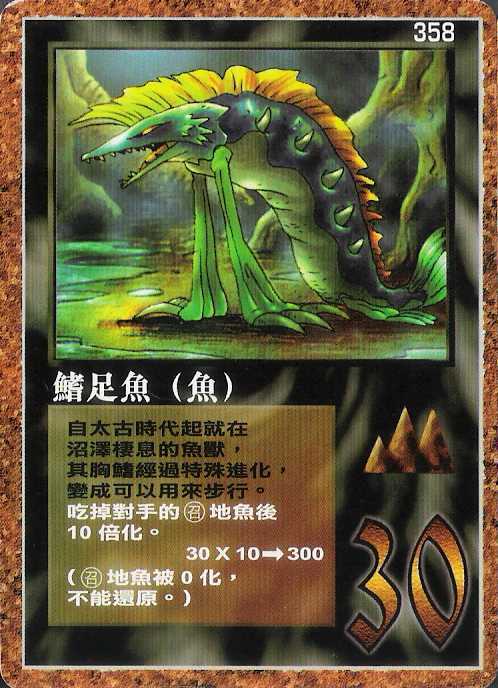 358
鰭足魚（魚）
自太古時代起就在
沼澤棲息的魚獸，
其胸鰭經過特殊進化，
變成可以用來步行。
吃掉對手的㊁地魚後
10 倍化。
30 X 10➡300
（召地魚被 0 化，
不能還原。）
30